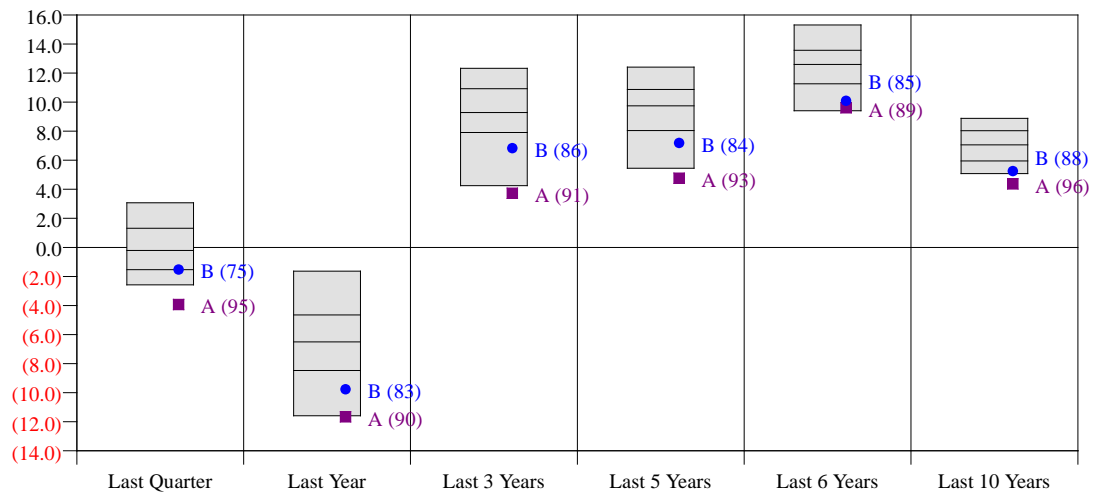 16.0
14.0
12.0
10.0
8.0
6.0
4.0
2.0
0.0
(2.0)
(4.0)
(6.0)
(8.0)
(10.0)
(12.0)
(14.0)
B (75)
A (95)
B (83)
A (90)
B (86)
A (91)
B (84)
A (93)
B (85)
A (89)
B (88)
A (96)
Last Quarter Last Year Last 3 Years Last 5 Years Last 6 Years Last 10 Years